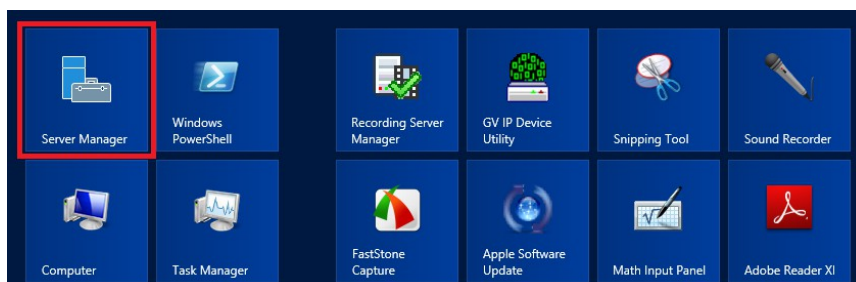 Server Manager
Windows
PowerShell
Recording Server
Manager
GV IP Device
Utility
Snipping Tool
Sound Recorder
Computer
Task Manager
FastStone
Capture
Apple Software
Update
Math Input Panel
Adobe Reader XI